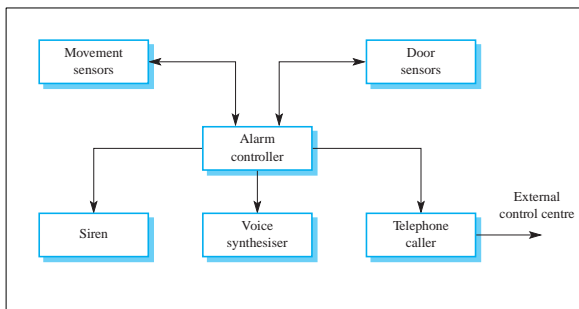 Movement
sensors
Door
sensors
Alarm
controller
Siren
Voice
synthesiser
Telephone
caller
External
control centre